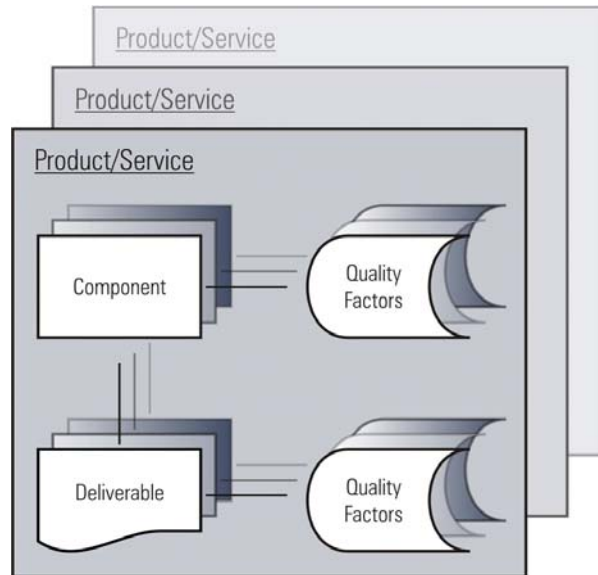 Product/Service
Product/Service
Product/Service
Component
Quality
Factors
Deliverable
Quality
Factors